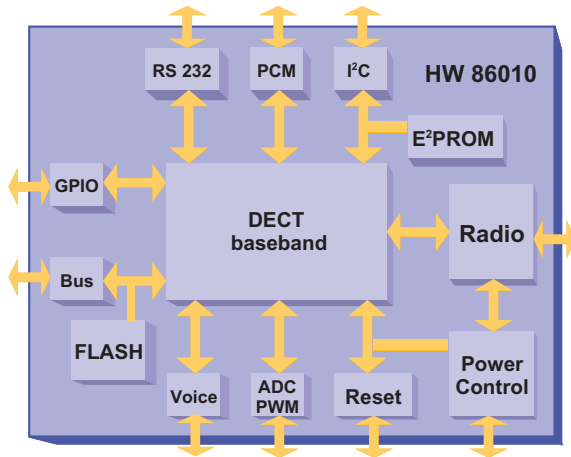 RS 232
PCM
I²C
HW 86010
E²PROM
GPIO
DECT
baseband
Radio
Bus
FLASH
Voice
ADC
PWM
Reset
Power
Control